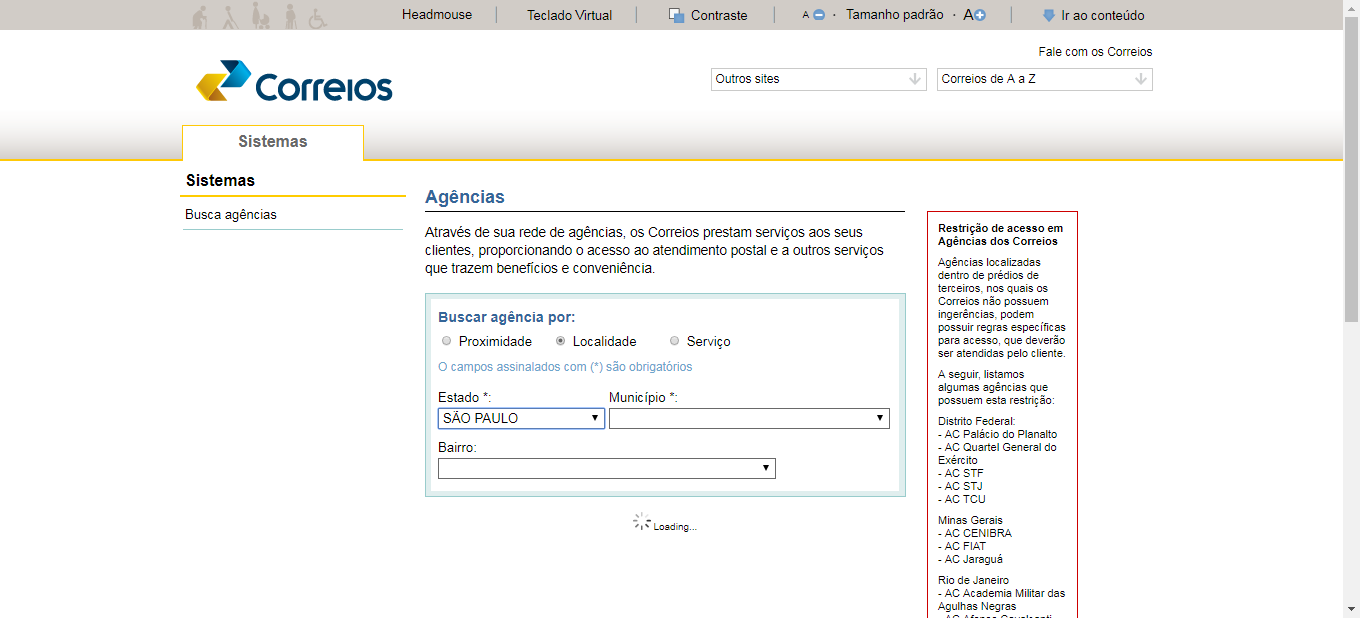 Headmouse
Teclado Virtual
Contraste
A · Tamanho padrão · A
Ir ao conteúdo
Fale com os Correios
Correios
Outros sites
Correios de A a Z
Sistemas
Sistemas
Busca agências
Agências
Através de sua rede de agências, os Correios prestam serviços aos seus
clientes, proporcionando o acesso ao atendimento postal e a outros serviços
que trazem benefícios e conveniência.
Buscar agência por:
Proximidade
Localidade
Serviço
O campos assinalados com (*) são obrigatórios
Estado *:
Município *:
SÃO PAULO
Bairro:
Loading...
Restrição de acesso em
Agências dos Correios
Agências localizadas
dentro de prédios de
terceiros, nos quais os
Correios não possuem
ingerências, podem
possuir regras específicas
para acesso, que deverão
ser atendidas pelo cliente.
A seguir, listamos
algumas agências que
possuem esta restrição:
Distrito Federal:
- AC Palácio do Planalto
- AC Quartel General do
Exército
- AC STF
- AC STJ
- AC TCU
Minas Gerais
- AC CENIBRA
- AC FIAT
- AC Jaraguá
Rio de Janeiro
- AC Academia Militar das
Agulhas Negras